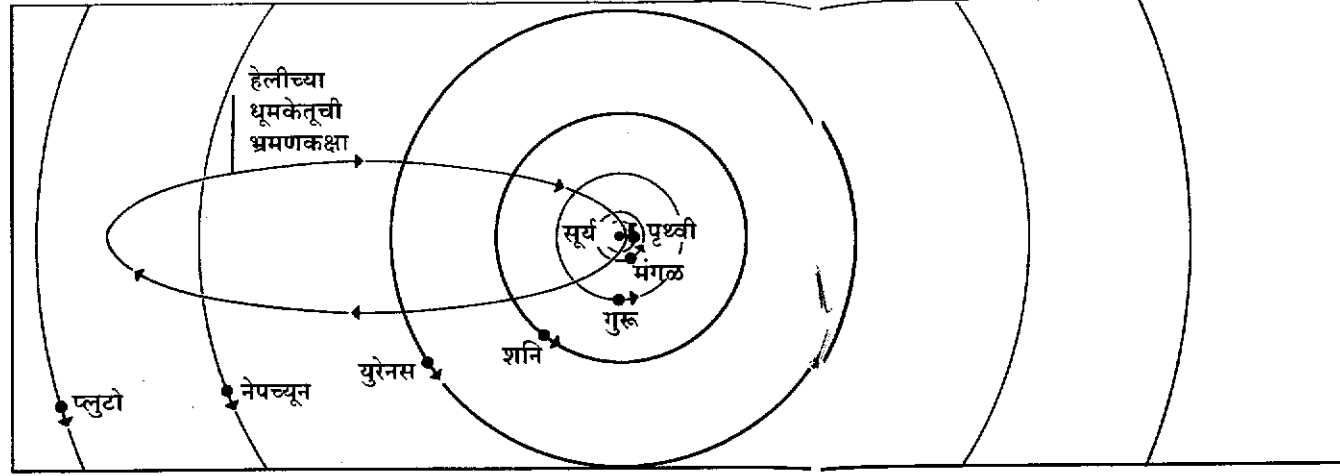 हेलीच्या
धूमकेतूची
भ्रमणकक्षा
सूर्य
पृथ्वी
मंगळ
गुरू
शनि
युरेनस
नेपच्यून
प्लुटो